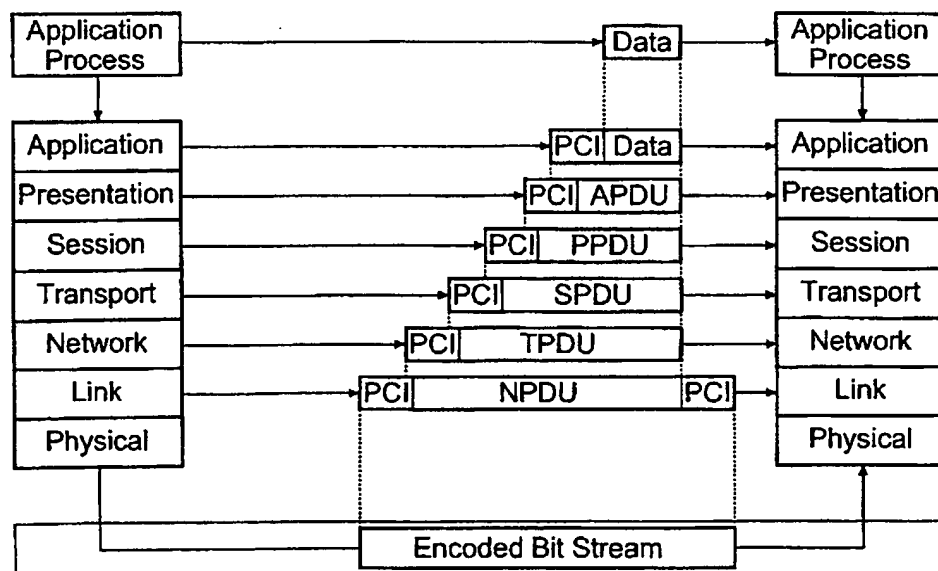 Application Process
Data
Application Process
Application
PCI Data
Application
Presentation
PCI APDU
Presentation
Session
PCI PPDU
Session
Transport
PCI SPDU
Transport
Network
PCI TPDU
Network
Link
PCI NPDU PCI
Link
Physical
Physical
Encoded Bit Stream